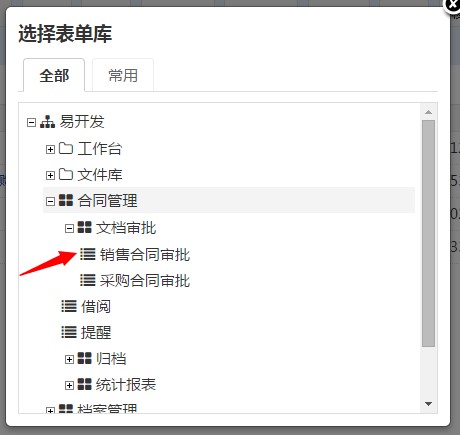 选择表单库
全部 常用
易开发
工作台
文件库
合同管理
文档审批
销售合同审批
采购合同审批
借阅
提醒
归档
统计报表
档案管理